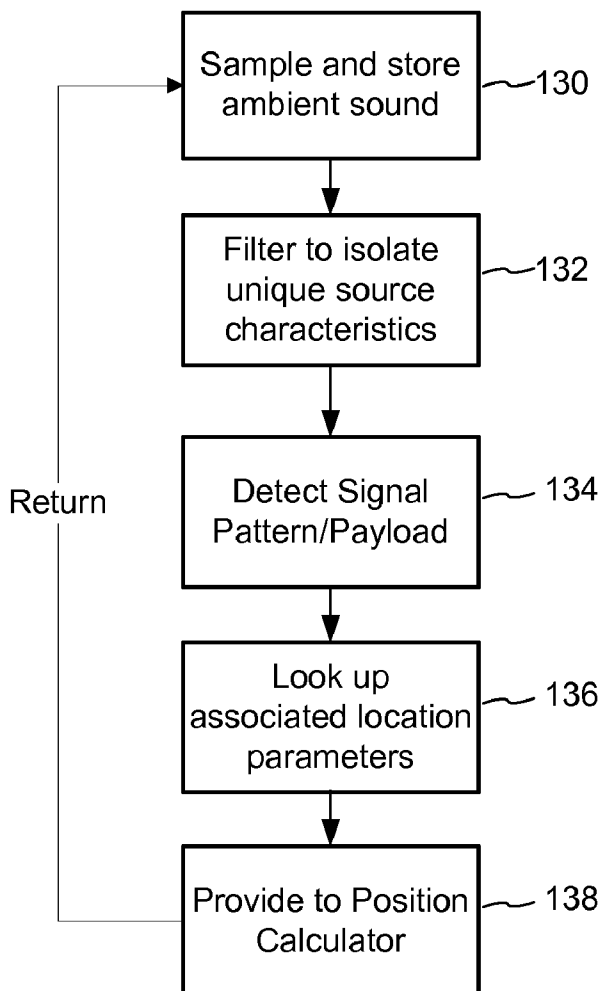 Sample and store
ambient sound
130
Filter to isolate
unique source
characteristics
132
Detect Signal
Pattern/Payload
134
Return
Look up
associated location
parameters
136
Provide to Position
Calculator
138